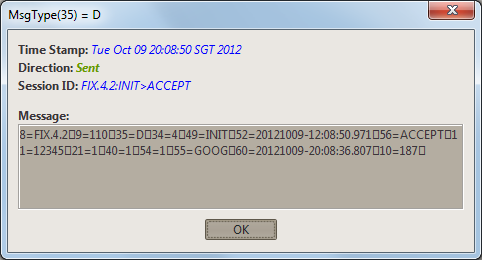 MsgType(35) = D
Time Stamp: Tue Oct 09 20:08:50 SGT 2012
Direction: Sent
Session ID: FIX.4.2:INIT>ACCEPT
Message:
8=FIX.4.2▯9=110▯35=D▯34=4▯49=INIT▯52=20121009-12:08:50.971▯56=ACCEPT▯1
1=12345▯21=1▯40=1▯54=1▯55=GOOG▯60=20121009-20:08:36.807▯10=187▯
OK